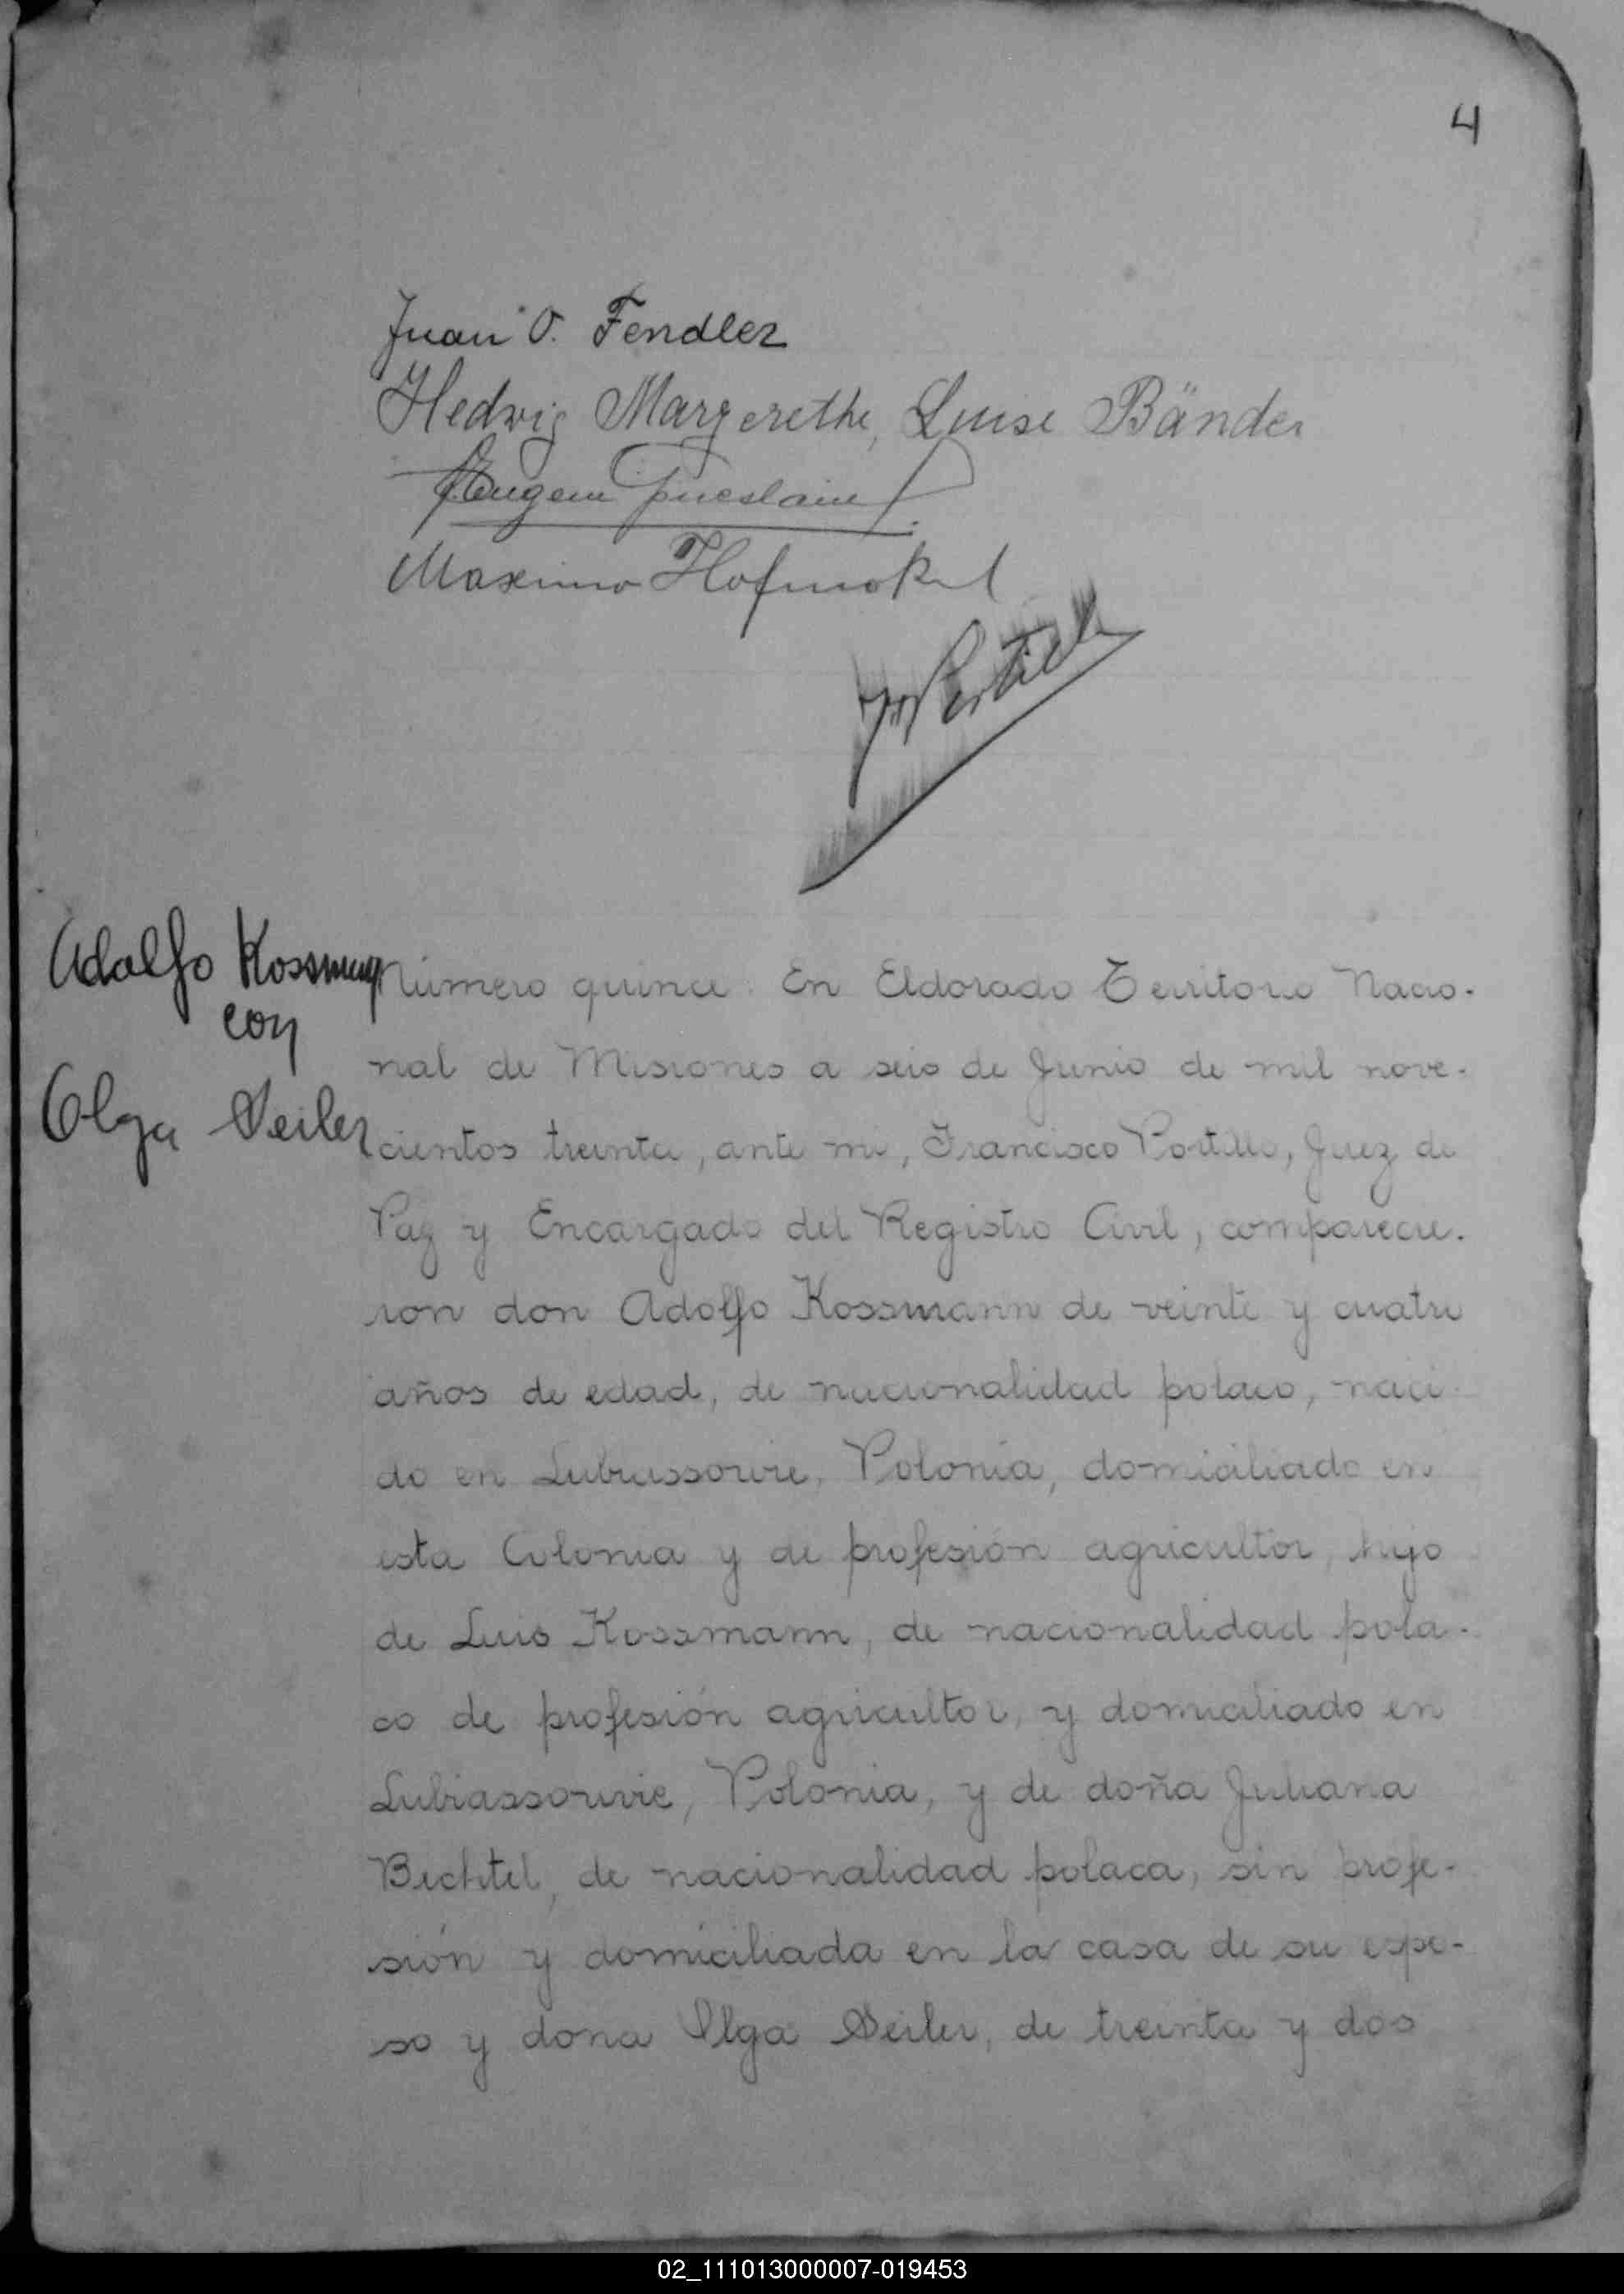 4
Juan O. Fendler
Hedwig Margerethe, Luise Bänder
Eugene
Maximo Hofmokel
Portillo
Adolfo Kossmann
con
Olga Seiler
Número quince. En Eldorado Territorio Nacio-
nal de Misiones a seis de Junio de mil nove-
cientos treinta, ante mi, Francisco Portillo, Juez de
Paz y Encargado del Registro Civil, comparecie-
ron don Adolfo Kossmann de veinte y cuatro
años de edad, de nacionalidad polaco, naci-
do en Lubiassowie, Polonia, domiciliado en
esta Colonia y de profesión agricultor, hijo
de Luis Kossmann, de nacionalidad pola-
co de profesión agricultor, y domiciliado en
Lubiassowie, Polonia, y de doña Juliana
Bechtel, de nacionalidad polaca, sin profe-
sión y domiciliada en la casa de su espo-
so y dona Olga Seiler, de treinta y dos
02_111013000007-019453